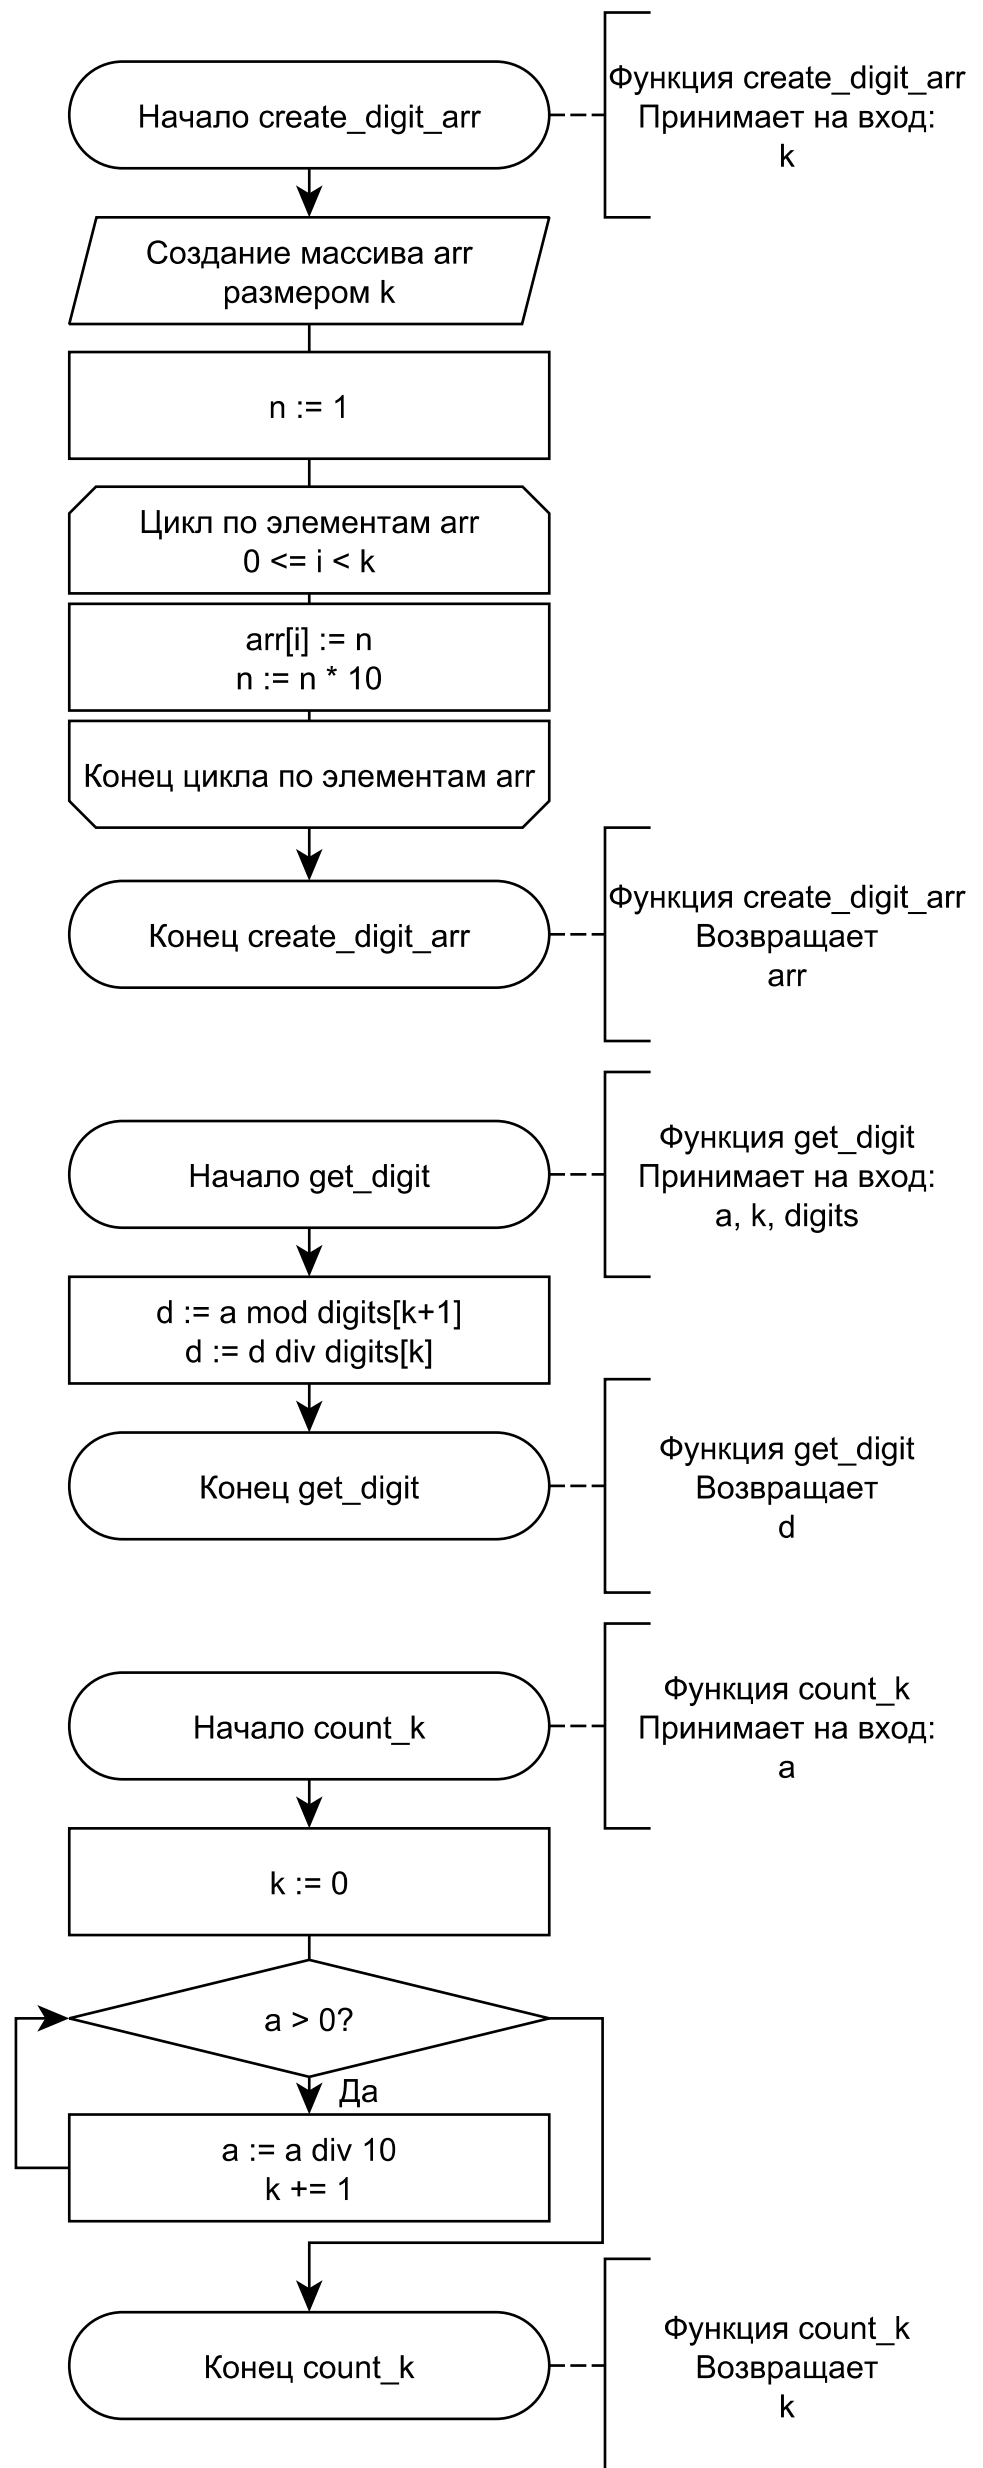 Начало create_digit_arr
Функция create_digit_arr
Принимает на вход:
k
Создание массива arr
размером k
n := 1
Цикл по элементам arr
0 <= i < k
arr[i] := n
n := n * 10
Конец цикла по элементам arr
Конец create_digit_arr
Функция create_digit_arr
Возвращает
arr
Начало get_digit
Функция get_digit
Принимает на вход:
a, k, digits
d := a mod digits[k+1]
d := d div digits[k]
Конец get_digit
Функция get_digit
Возвращает
d
Начало count_k
Функция count_k
Принимает на вход:
a
k := 0
a > 0?
Да
a := a div 10
k += 1
Конец count_k
Функция count_k
Возвращает
k